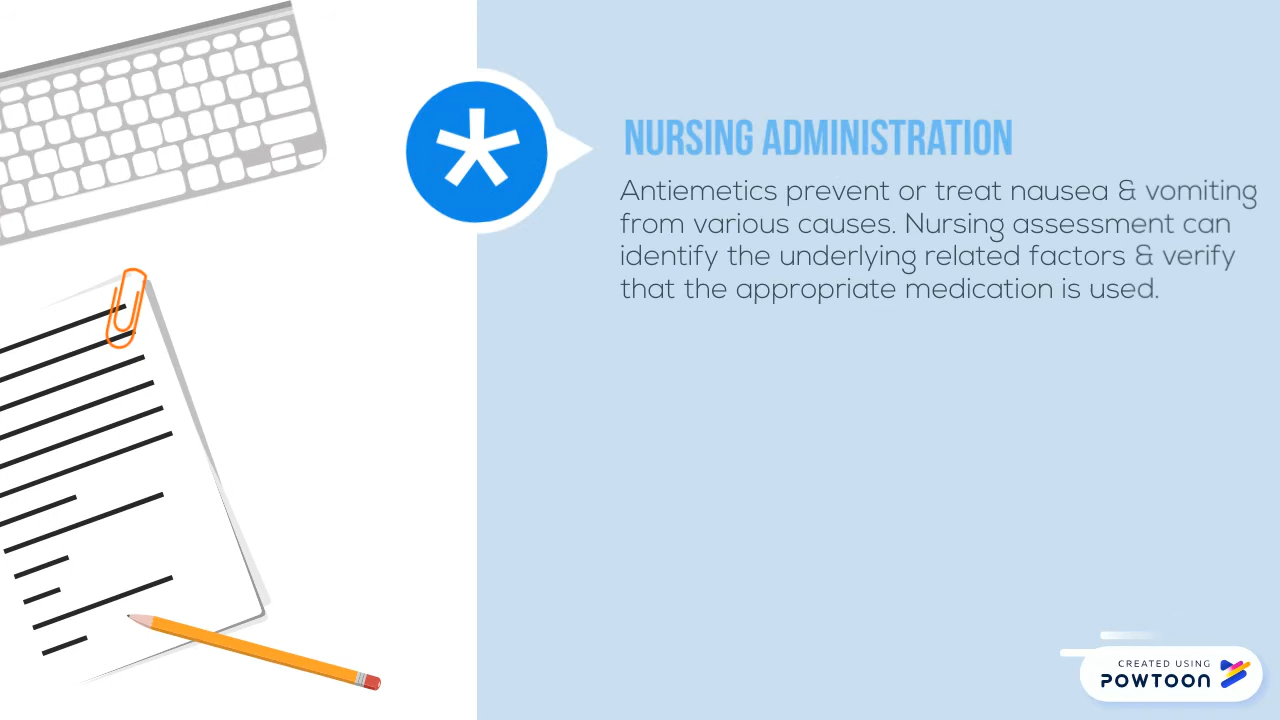 NURSING ADMINISTRATION
Antiemetics prevent or treat nausea & vomiting
from various causes. Nursing assessment can
identify the underlying related factors & verify
that the appropriate medication is used.
CREATED USING
POWTOON